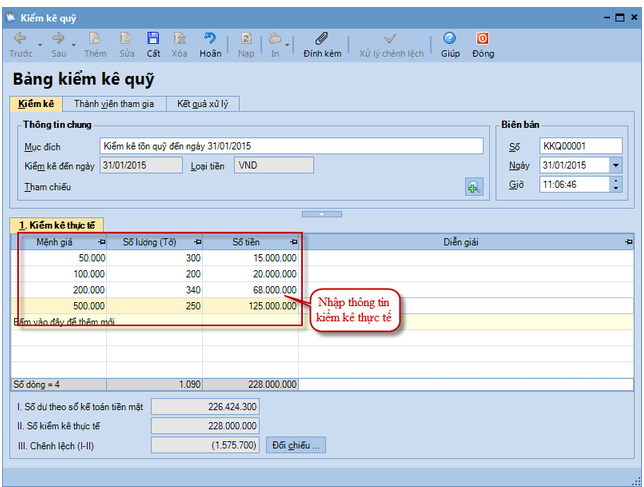 Kiểm kê quỹ
Trước Sau Thêm Sửa Cất Xóa Hoãn Nạp In Đính kèm Xử lý chênh lệch Giúp Đóng
Bảng kiểm kê quỹ
Kiểm kê Thành viên tham gia Kết quả xử lý
Thông tin chung Biên bản
Mục đích Kiểm kê tồn quỹ đến ngày 31/01/2015 Số KKQ00001
Kiểm kê đến ngày 31/01/2015 Loại tiền VND Ngày 31/01/2015
Tham chiếu Giờ 11:06:46
1. Kiểm kê thực tế
Mệnh giá Số lượng (Tờ) Số tiền Diễn giải
50.000 300 15.000.000
100.000 200 20.000.000
200.000 340 68.000.000
500.000 250 125.000.000
Nhập thông tin
kiểm kê thực tế
Bấm vào đây để thêm mới
Số dòng = 4 1.090 228.000.000
I. Số dư theo sổ kế toán tiền mặt 226.424.300
II. Số kiểm kê thực tế 228.000.000
III. Chênh lệch (I-II) (1.575.700) Đối chiếu ...